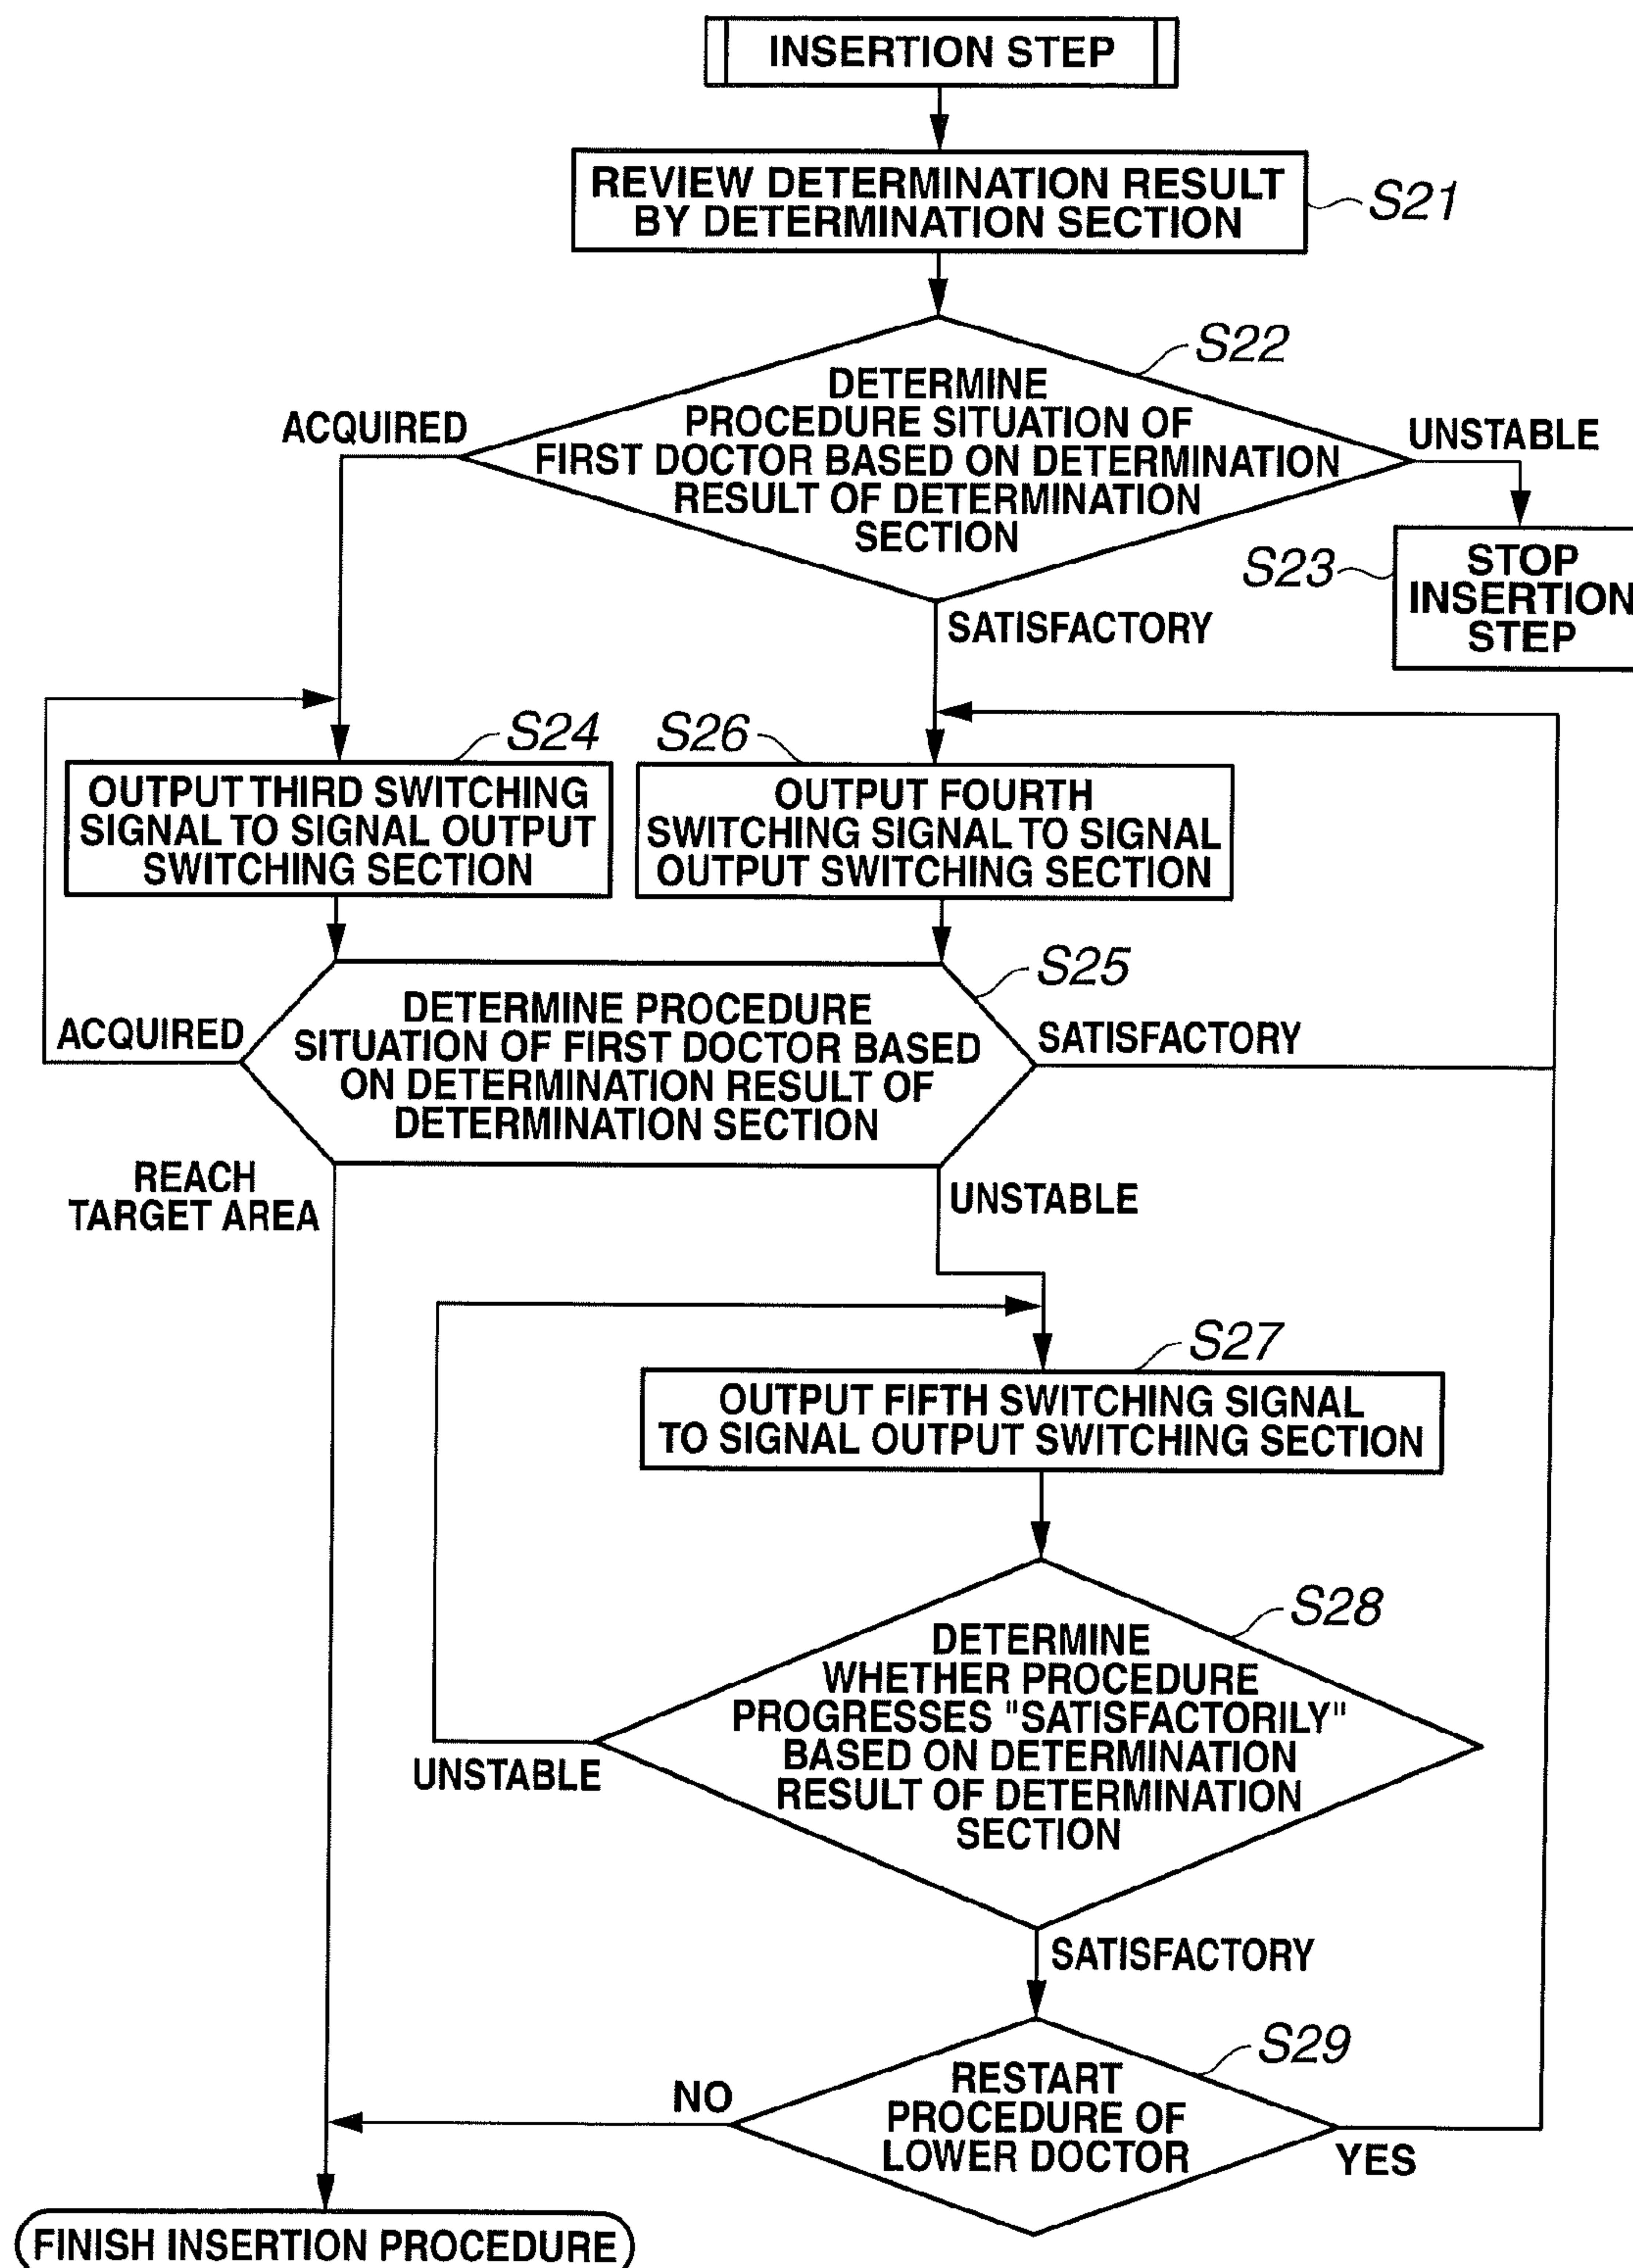 INSERTION STEP
REVIEW DETERMINATION RESULT
BY DETERMINATION SECTION
S21
S22
DETERMINE
PROCEDURE SITUATION OF
FIRST DOCTOR BASED ON DETERMINATION
RESULT OF DETERMINATION
SECTION
ACQUIRED
UNSTABLE
S23
STOP
INSERTION
STEP
SATISFACTORY
S24
OUTPUT THIRD SWITCHING
SIGNAL TO SIGNAL OUTPUT
SWITCHING SECTION
S26
OUTPUT FOURTH
SWITCHING SIGNAL TO SIGNAL
OUTPUT SWITCHING SECTION
S25
DETERMINE PROCEDURE
SITUATION OF FIRST DOCTOR BASED
ON DETERMINATION RESULT OF
DETERMINATION SECTION
ACQUIRED
SATISFACTORY
REACH
TARGET AREA
UNSTABLE
S27
OUTPUT FIFTH SWITCHING SIGNAL
TO SIGNAL OUTPUT SWITCHING SECTION
S28
DETERMINE
WHETHER PROCEDURE
PROGRESSES "SATISFACTORILY"
BASED ON DETERMINATION
RESULT OF DETERMINATION
SECTION
UNSTABLE
SATISFACTORY
S29
RESTART
PROCEDURE OF
LOWER DOCTOR
NO
YES
FINISH INSERTION PROCEDURE